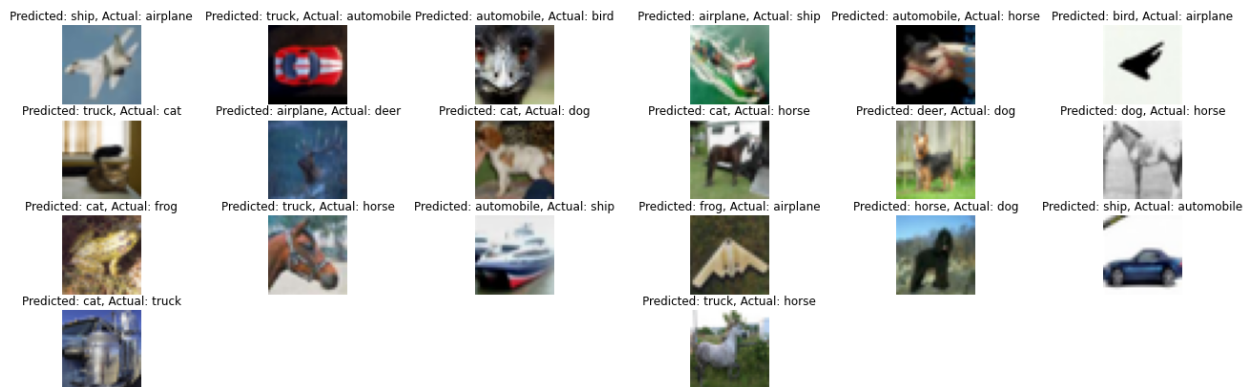 Predicted: ship, Actual: airplane
Predicted: truck, Actual: automobile
Predicted: automobile, Actual: bird
Predicted: airplane, Actual: ship
Predicted: automobile, Actual: horse
Predicted: bird, Actual: airplane
Predicted: truck, Actual: cat
Predicted: airplane, Actual: deer
Predicted: cat, Actual: dog
Predicted: cat, Actual: horse
Predicted: deer, Actual: dog
Predicted: dog, Actual: horse
Predicted: cat, Actual: frog
Predicted: truck, Actual: horse
Predicted: automobile, Actual: ship
Predicted: frog, Actual: airplane
Predicted: horse, Actual: dog
Predicted: ship, Actual: automobile
Predicted: cat, Actual: truck
Predicted: truck, Actual: horse